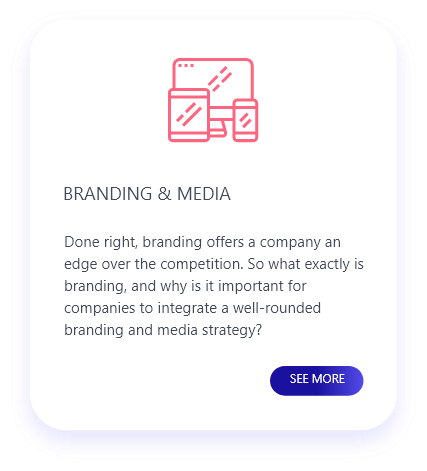 BRANDING & MEDIA
Done right, branding offers a company an
edge over the competition. So what exactly is
branding, and why is it important for
companies to integrate a well-rounded
branding and media strategy?
SEE MORE